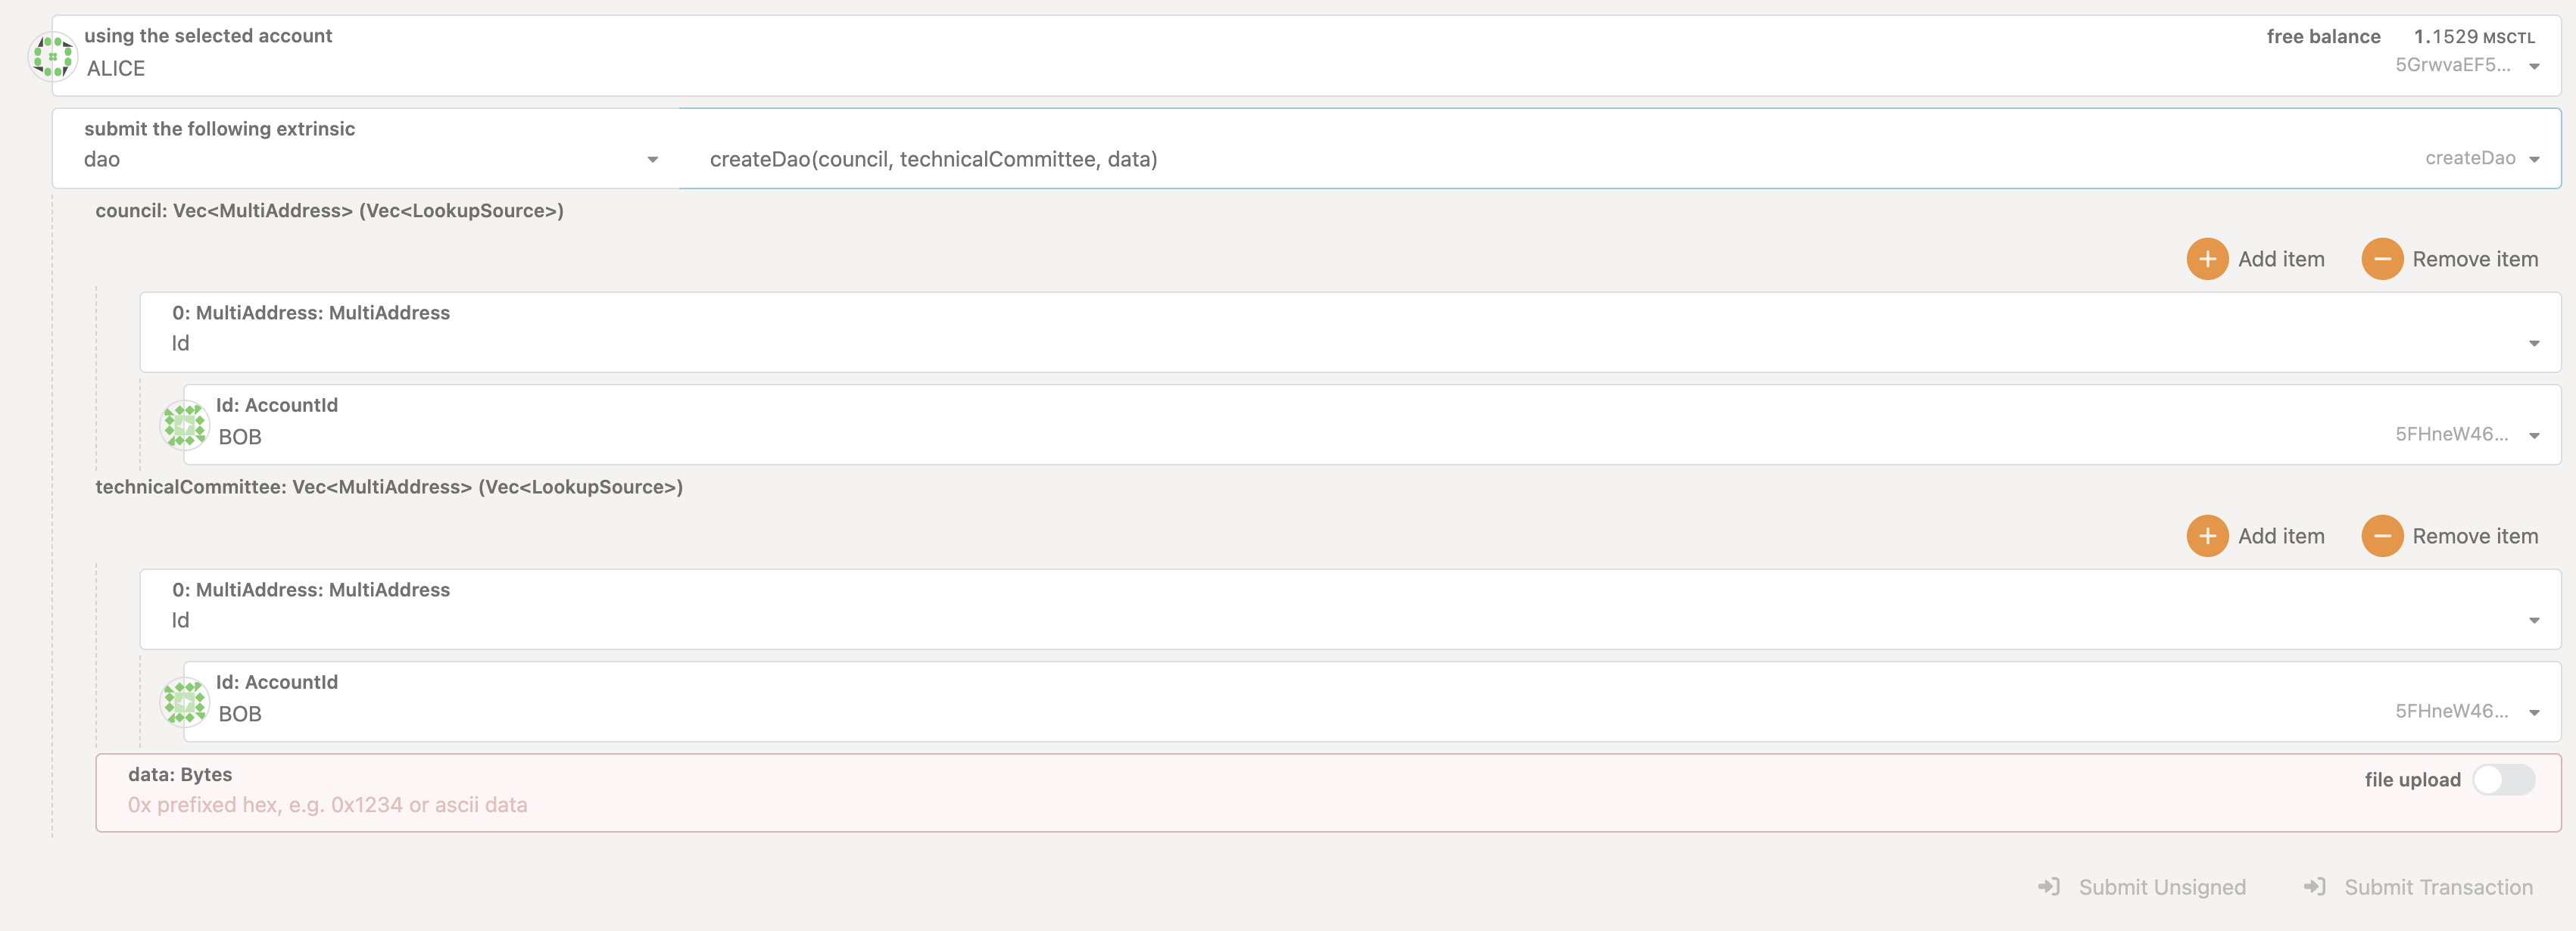 using the selected account
free balance 1.1529 MSCTL
ALICE
5GrwvaEF5...
submit the following extrinsic
dao
createDao(council, technicalCommittee, data)
createDao
council: Vec<MultiAddress> (Vec<LookupSource>)
Add item
Remove item
0: MultiAddress: MultiAddress
Id
Id: AccountId
BOB
5FHneW46...
technicalCommittee: Vec<MultiAddress> (Vec<LookupSource>)
Add item
Remove item
0: MultiAddress: MultiAddress
Id
Id: AccountId
BOB
5FHneW46...
data: Bytes
file upload
0x prefixed hex, e.g. 0x1234 or ascii data
Submit Unsigned
Submit Transaction